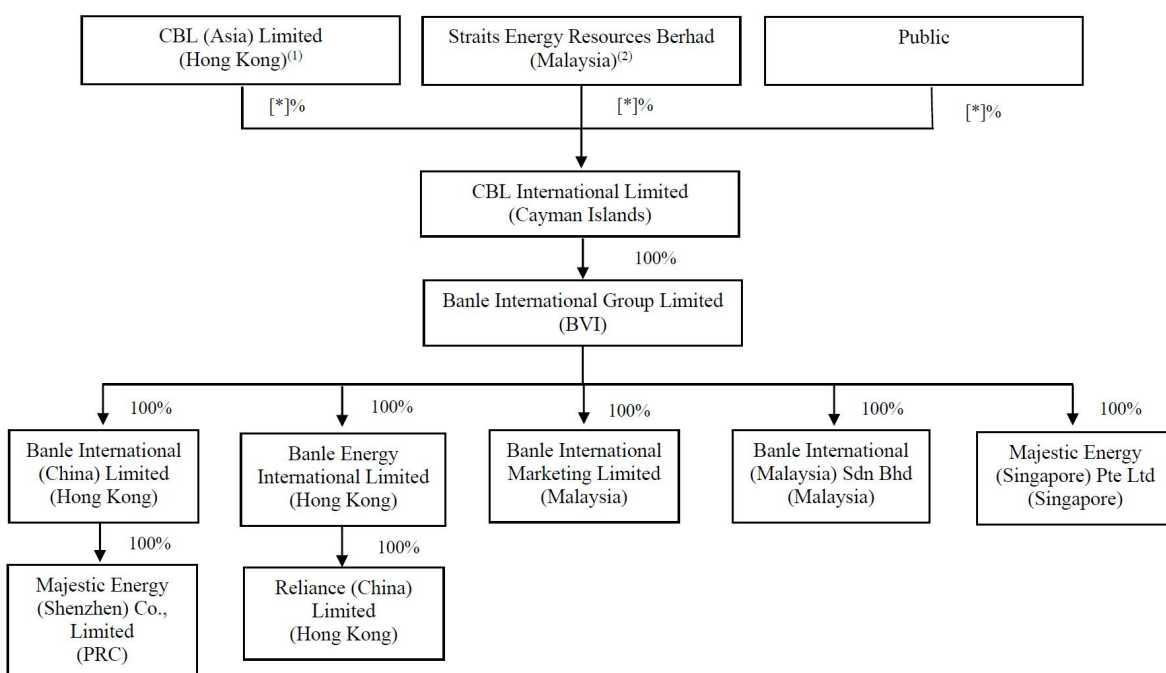 CBL (Asia) Limited
(Hong Kong)(1)
Straits Energy Resources Berhad
(Malaysia)(2)
Public
[*]%
[*]%
[*]%
CBL International Limited
(Cayman Islands)
100%
Banle International Group Limited
(BVI)
100%
100%
100%
100%
100%
Banle International
(China) Limited
(Hong Kong)
Banle Energy
International Limited
(Hong Kong)
Banle International
Marketing Limited
(Malaysia)
Banle International
(Malaysia) Sdn Bhd
(Malaysia)
Majestic Energy
(Singapore) Pte Ltd
(Singapore)
100%
100%
Majestic Energy
(Shenzhen) Co.,
Limited
(PRC)
Reliance (China)
Limited
(Hong Kong)